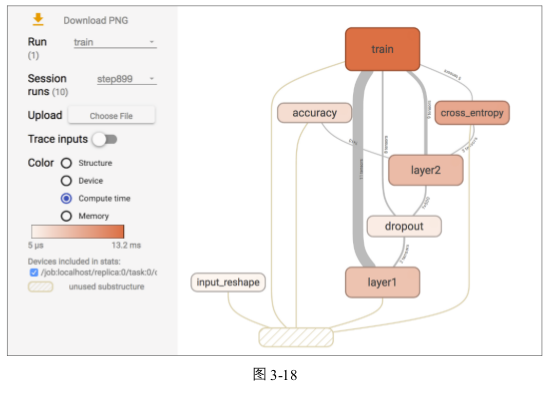 Download PNG
Run
(1)
train
Session
runs (10)
step899
Upload
Choose File
Trace inputs
Color
Structure
Device
Compute time
Memory
5 µs
13.2 ms
Devices included in stats:
/job:localhost/replica:0/task:0/c
unused substructure
train
accuracy
cross_entropy
layer2
dropout
input_reshape
layer1
图 3-18